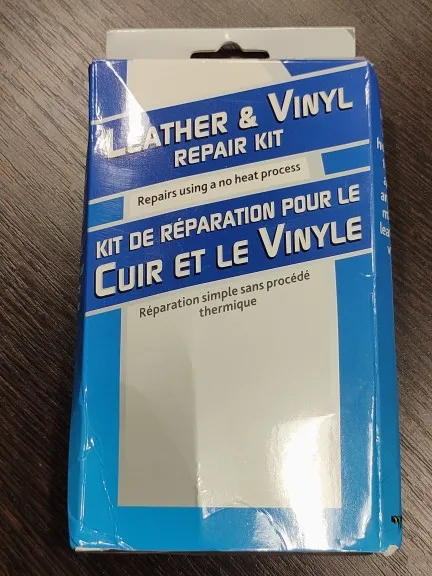 LEATHER & VINYL
REPAIR KIT
Repairs using a no heat process
KIT DE RÉPARATION POUR LE
CUIR ET LE VINYLE
Réparation simple sans procédé
thermique